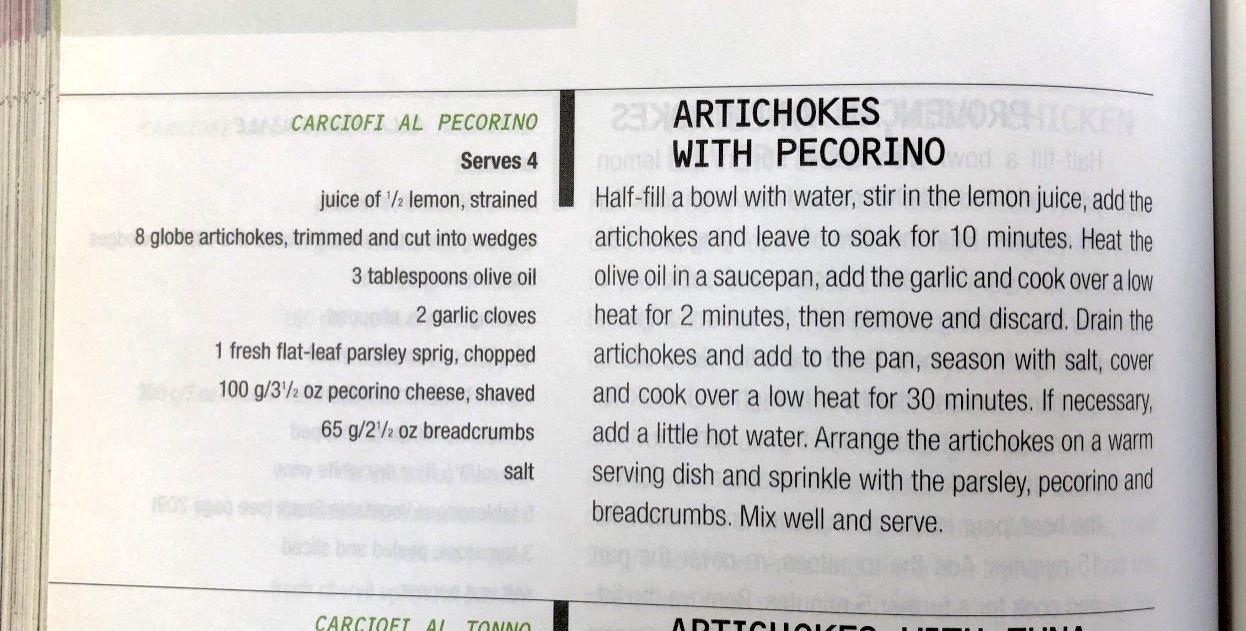 CARCIOFI AL PECORINO
Serves 4
juice of 1/2 lemon, strained
8 globe artichokes, trimmed and cut into wedges
3 tablespoons olive oil
2 garlic cloves
1 fresh flat-leaf parsley sprig, chopped
100 g/3 1/2 oz pecorino cheese, shaved
65 g/2 1/2 oz breadcrumbs
salt
ARTICHOKES
WITH PECORINO
Half-fill a bowl with water, stir in the lemon juice, add the
artichokes and leave to soak for 10 minutes. Heat the
olive oil in a saucepan, add the garlic and cook over a low
heat for 2 minutes, then remove and discard. Drain the
artichokes and add to the pan, season with salt, cover
and cook over a low heat for 30 minutes. If necessary,
add a little hot water. Arrange the artichokes on a warm
serving dish and sprinkle with the parsley, pecorino and
breadcrumbs. Mix well and serve.
CARCIOFI AL TONNO
ARTICHOKES WITH TUNA